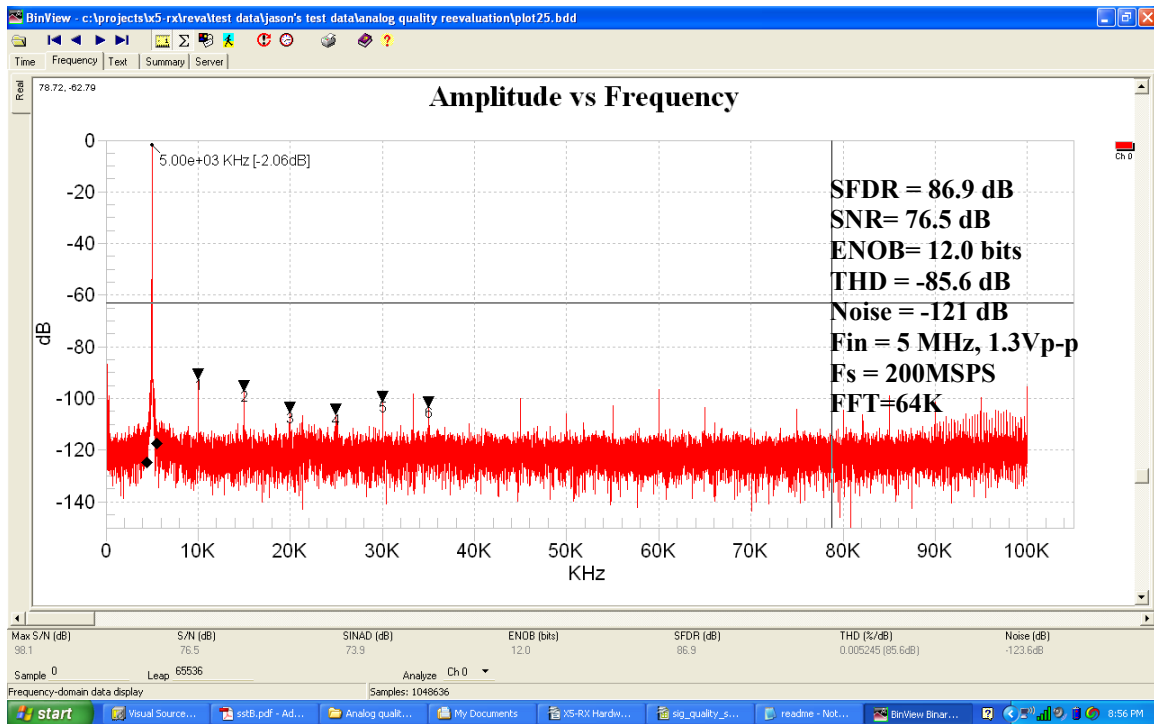 BinView - c:\projects\x5-rx\reva\test data\jason's test data\analog quality reevaluation\plot25.bdd
Time Frequency Text Summary Server
Real
78.72, -62.79
Amplitude vs Frequency
5.00e+03 KHz [-2.06dB]
Ch 0
SFDR = 86.9 dB
SNR= 76.5 dB
ENOB= 12.0 bits
THD = -85.6 dB
Noise = -121 dB
Fin = 5 MHz, 1.3Vp-p
Fs = 200MSPS
FFT=64K
0
-20
-40
-60
-80
-100
-120
-140
dB
1 2 3 4 5 6
0 10K 20K 30K 40K 50K 60K 70K 80K 90K 100K
KHz
Max S/N (dB) S/N (dB) SINAD (dB) ENOB (bits) SFDR (dB) THD (%/dB) Noise (dB)
98.1 76.5 73.9 12.0 86.9 0.005245 (85.6dB) -123.6dB
Sample 0 Leap 65536 Analyze Ch 0
Frequency-domain data display Samples: 1048636
start Visual Source... sstB.pdf - Ad... Analog qualit... My Documents X5-RX Hardw... sig_quality_s... readme - Not... BinView Binar... 8:56 PM